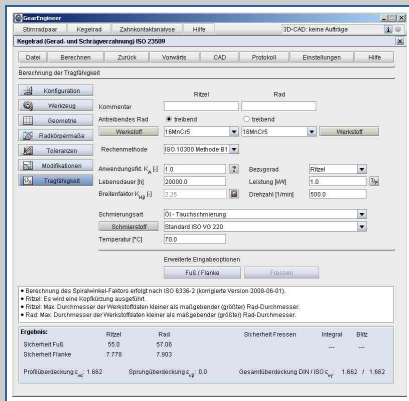 GearEngineer
Stirnradpaar Kegelrad Zahnkontaktanalyse Hilfe 3D-CAD: keine Aufträge
Kegelrad (Gerad- und Schrägverzahnung) ISO 23509
Datei Berechnen Zurück Vorwärts CAD Protokoll Einstellungen Hilfe
Berechnung der Tragfähigkeit
Konfiguration
Werkzeug
Geometrie
Radkörpermaße
Toleranzen
Modifikationen
Tragfähigkeit
Ritzel Rad
Kommentar
Antreibendes Rad treibend treibend
Werkstoff 16MnCr5 16MnCr5 Werkstoff
Rechenmethode ISO 10300 Methode B1
Anwendungsfkt. K_A [-] 1.0 ? Bezugsrad Ritzel
Lebensdauer [h] 20000.0 Leistung [kW] 1.0
Breitenfaktor K_Hβ [-] 2.25 Drehzahl [1/min] 500.0
Schmierungsart Öl - Tauchschmierung
Schmierstoff Standard ISO VG 220
Temperatur [°C] 70.0
Erweiterte Eingabeoptionen
Fuß / Flanke Fressen
• Berechnung des Spiralwinkel-Faktors erfolgt nach ISO 6336-2 (korrigierte Version 2008-06-01).
• Ritzel: Es wird eine Kopfkürzung ausgeführt.
• Ritzel: Max. Durchmesser der Werkstoffdaten kleiner als maßgebender (größter) Rad-Durchmesser.
• Rad: Max. Durchmesser der Werkstoffdaten kleiner als maßgebender (größter) Rad-Durchmesser.
Ergebnis: Ritzel Rad Sicherheit Fressen Integral Blitz
Sicherheit Fuß 55.0 57.06 --- ---
Sicherheit Flanke 7.778 7.903
Profilüberdeckung ε_vα: 1.662 Sprungüberdeckung ε_vβ: 0.0 Gesamtüberdeckung DIN / ISO ε_vγ: 1.662 / 1.662